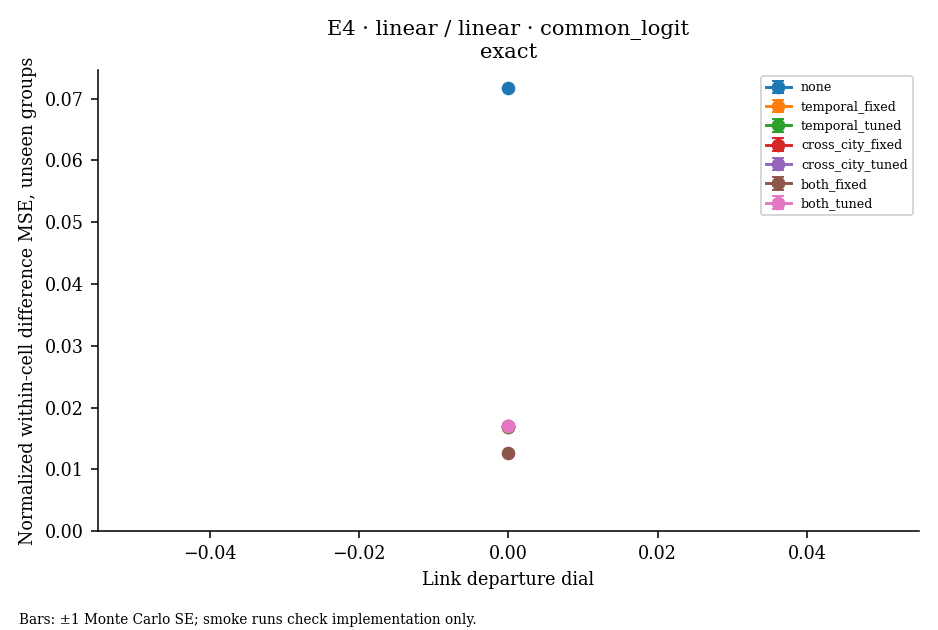 E4 · linear / linear · common_logit
exact
Normalized within-cell difference MSE, unseen groups
0.07
0.06
0.05
0.04
0.03
0.02
0.01
0.00
none
temporal_fixed
temporal_tuned
cross_city_fixed
cross_city_tuned
both_fixed
both_tuned
−0.04 −0.02 0.00 0.02 0.04
Link departure dial
Bars: ±1 Monte Carlo SE; smoke runs check implementation only.